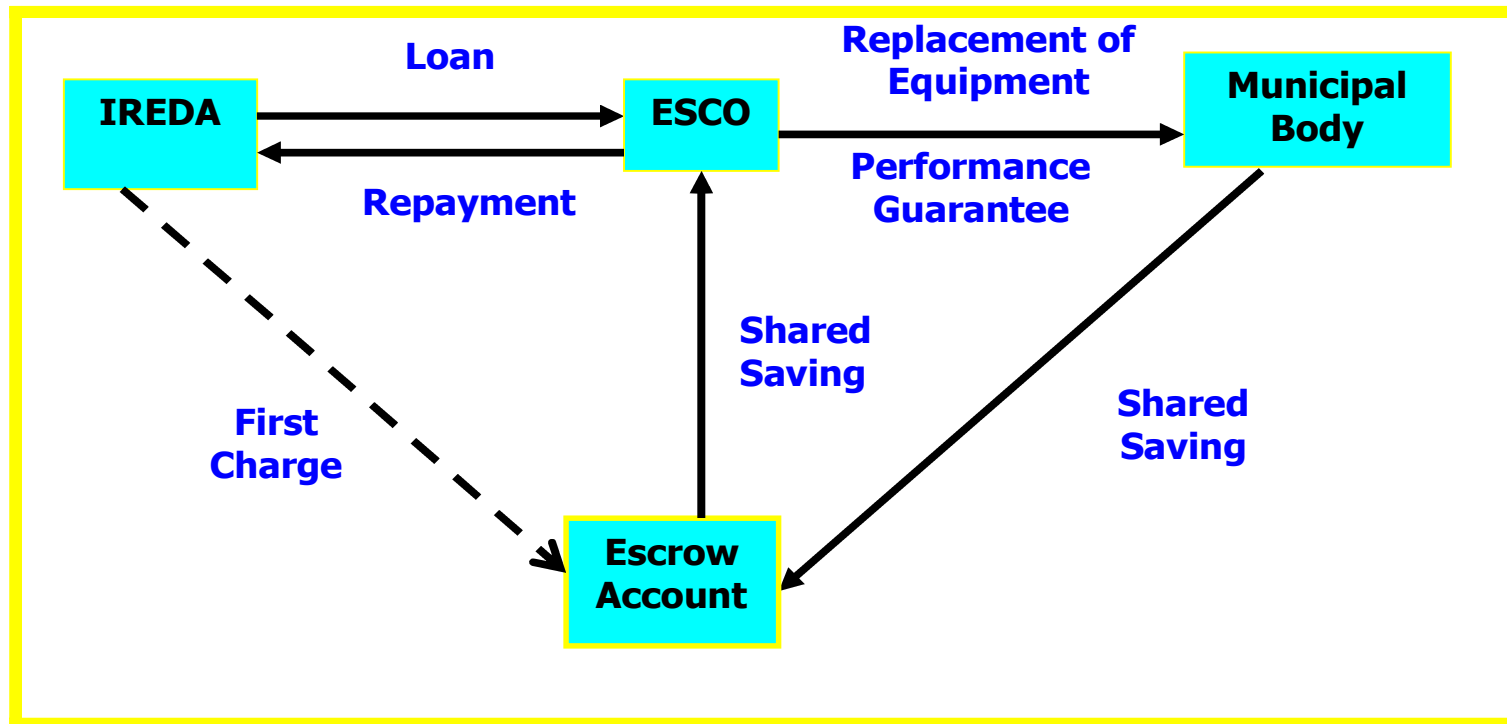 Loan
Replacement of
Equipment
IREDA
ESCO
Municipal
Body
Repayment
Performance
Guarantee
Shared
Saving
Shared
Saving
First
Charge
Escrow
Account